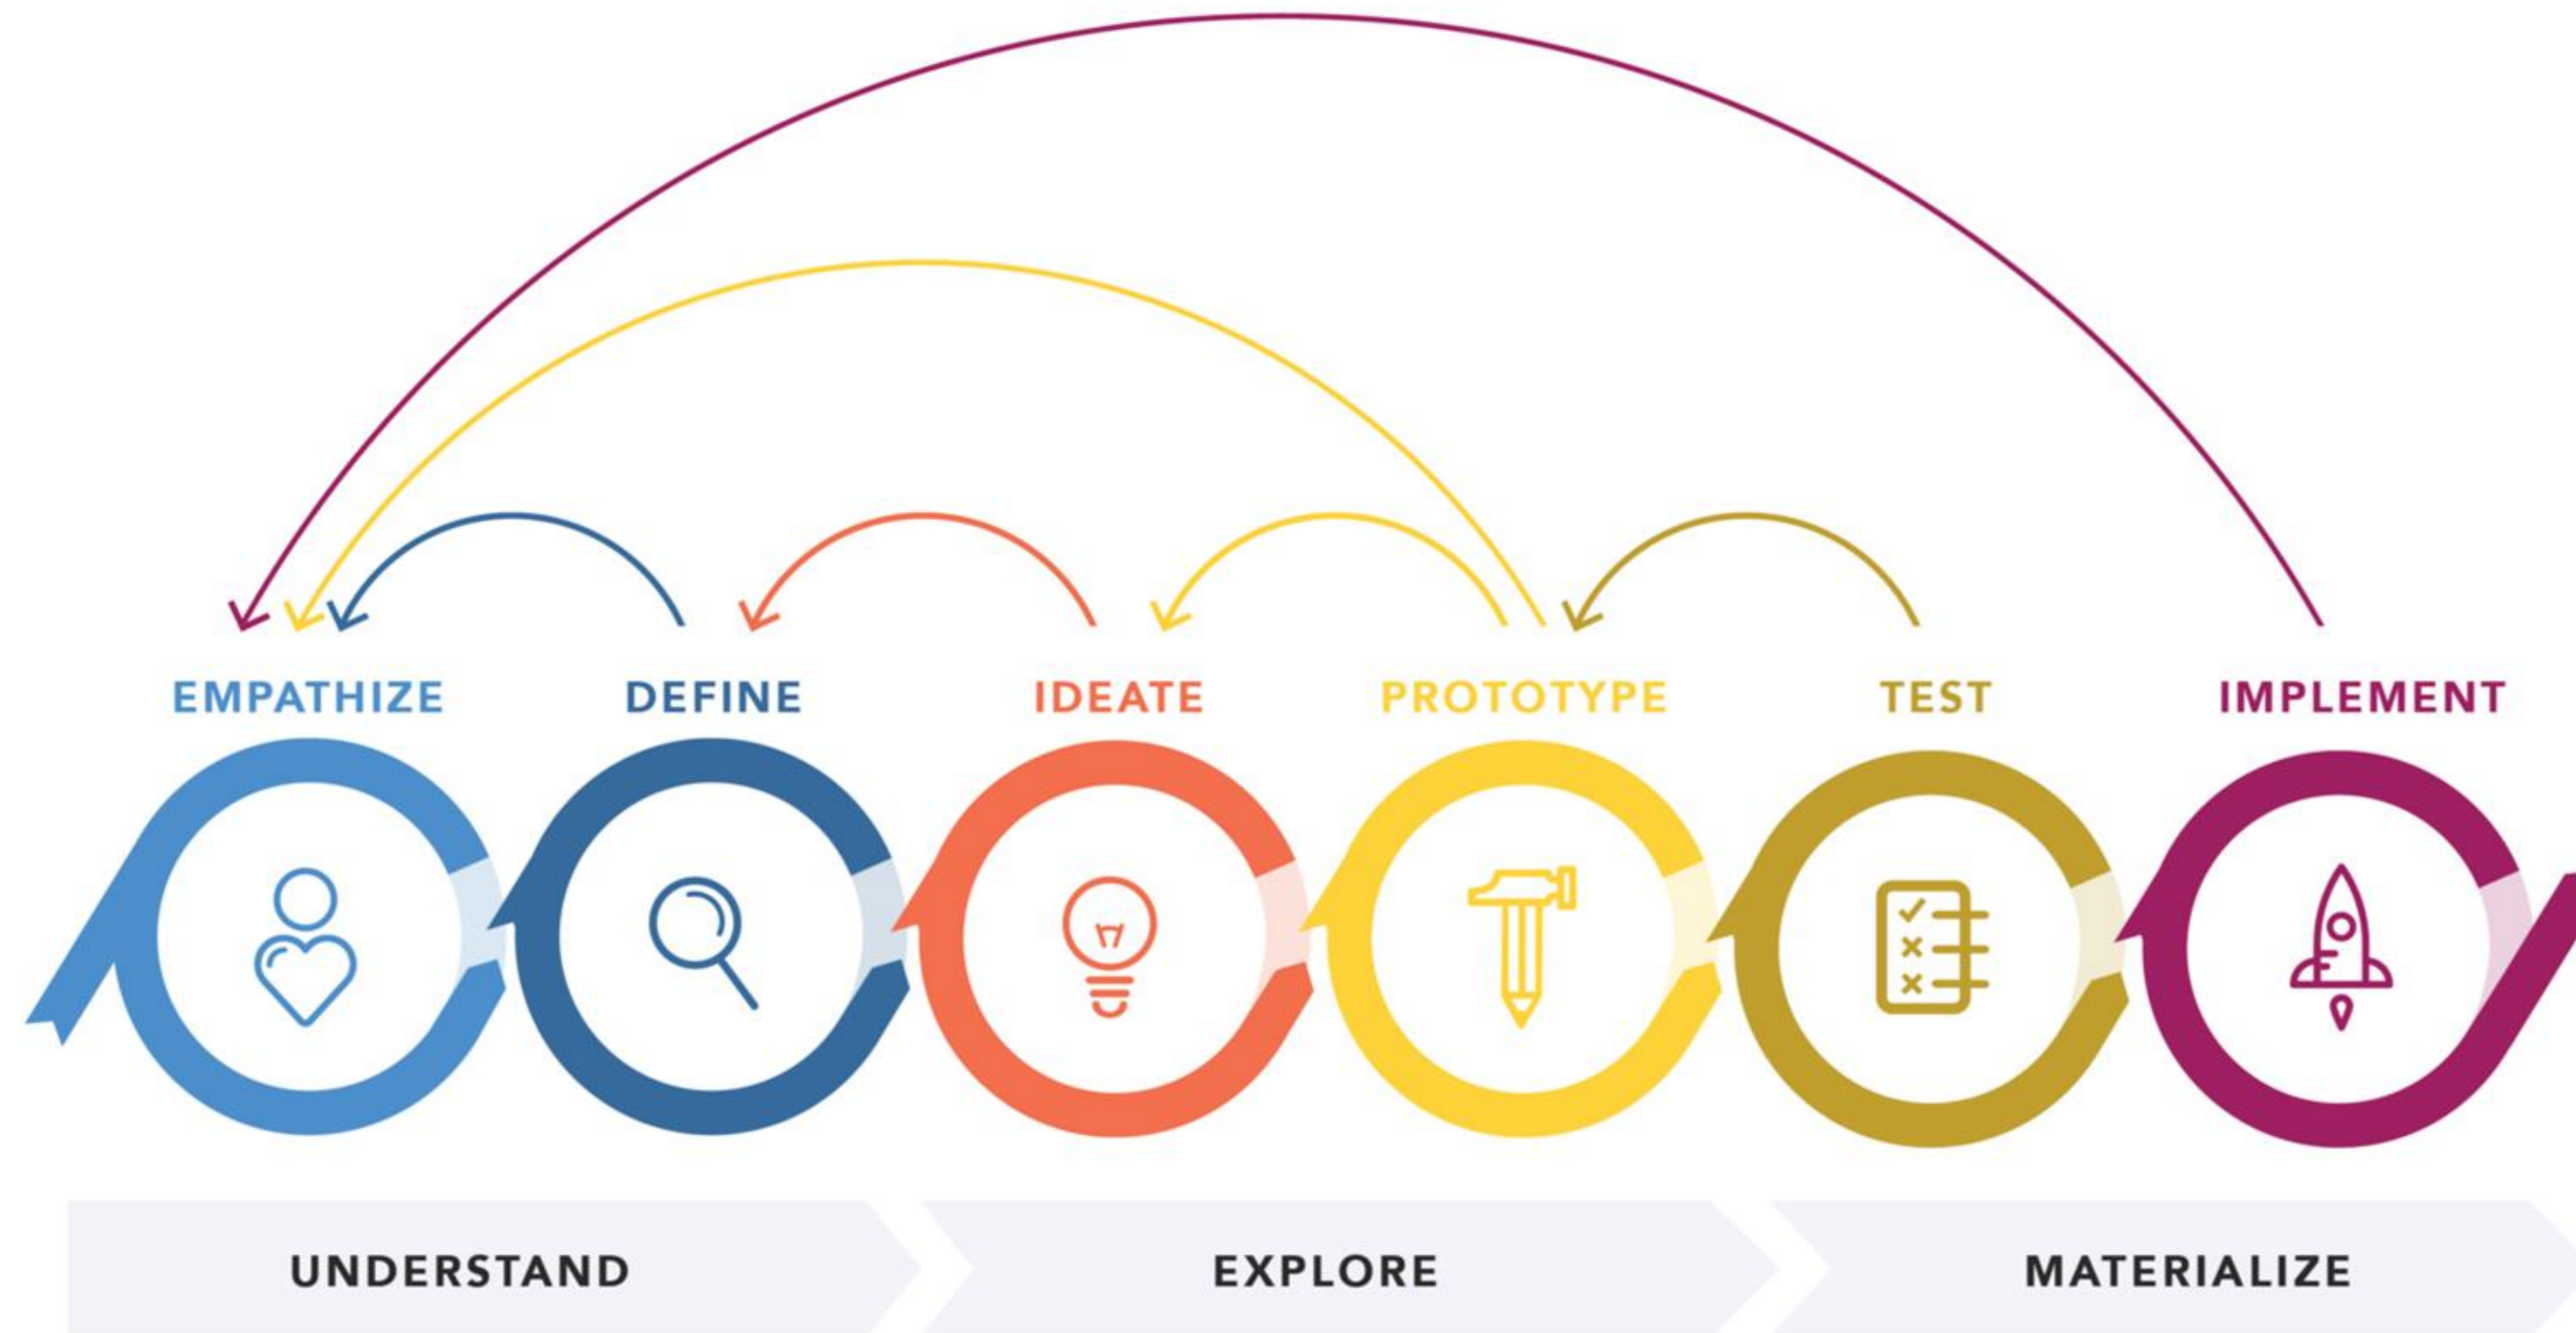 EMPATHIZE
DEFINE
IDEATE
PROTOTYPE
TEST
IMPLEMENT
UNDERSTAND
EXPLORE
MATERIALIZE